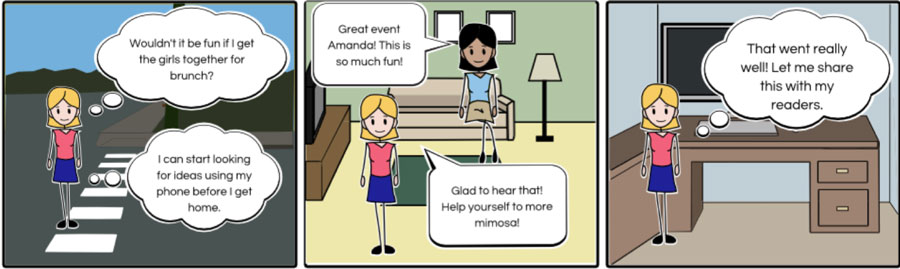 Wouldn't it be fun if I get
the girls together for
brunch?
I can start looking
for ideas using my
phone before I get
home.
Great event
Amanda! This is
so much fun!
Glad to hear that!
Help yourself to more
mimosa!
That went really
well! Let me share
this with my
readers.